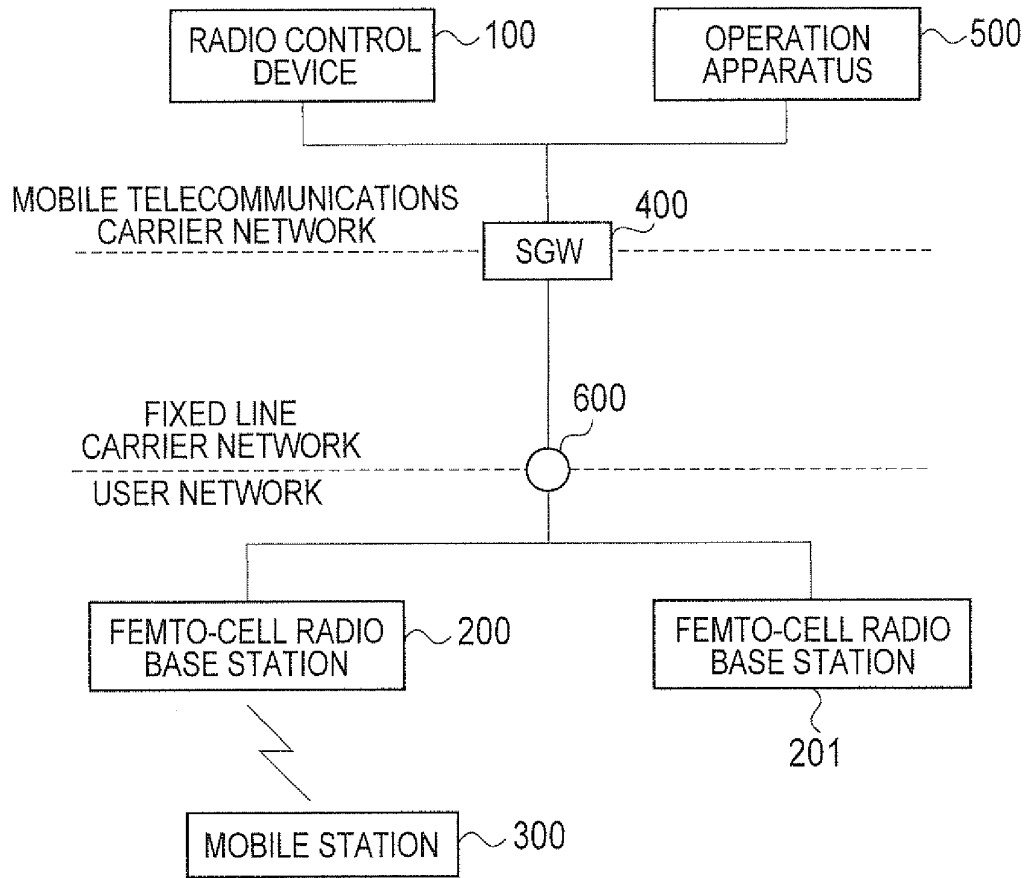 RADIO CONTROL
DEVICE
100
OPERATION
APPARATUS
500
MOBILE TELECOMMUNICATIONS
CARRIER NETWORK
400
SGW
FIXED LINE
CARRIER NETWORK
600
USER NETWORK
FEMTO-CELL RADIO
BASE STATION
200
FEMTO-CELL RADIO
BASE STATION
201
MOBILE STATION
300